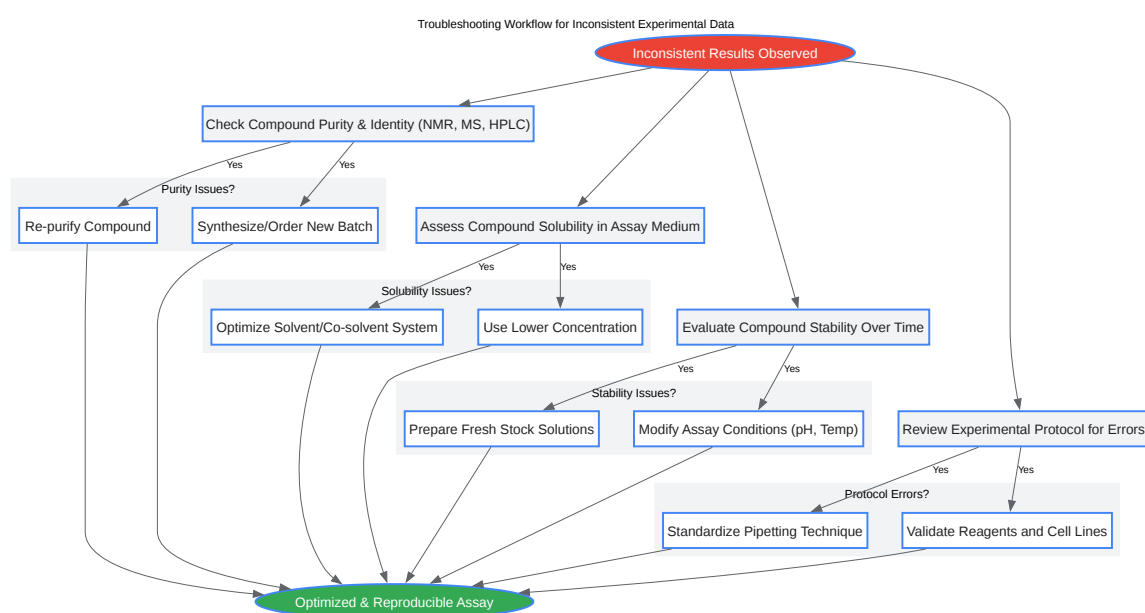 Troubleshooting Workflow for Inconsistent Experimental Data
Inconsistent Results Observed
Check Compound Purity & Identity (NMR, MS, HPLC)
Yes
Yes
Purity Issues?
Re-purify Compound
Synthesize/Order New Batch
Assess Compound Solubility in Assay Medium
Yes
Yes
Solubility Issues?
Optimize Solvent/Co-solvent System
Use Lower Concentration
Evaluate Compound Stability Over Time
Yes
Yes
Stability Issues?
Prepare Fresh Stock Solutions
Modify Assay Conditions (pH, Temp)
Review Experimental Protocol for Errors
Yes
Yes
Protocol Errors?
Standardize Pipetting Technique
Validate Reagents and Cell Lines
Optimized & Reproducible Assay